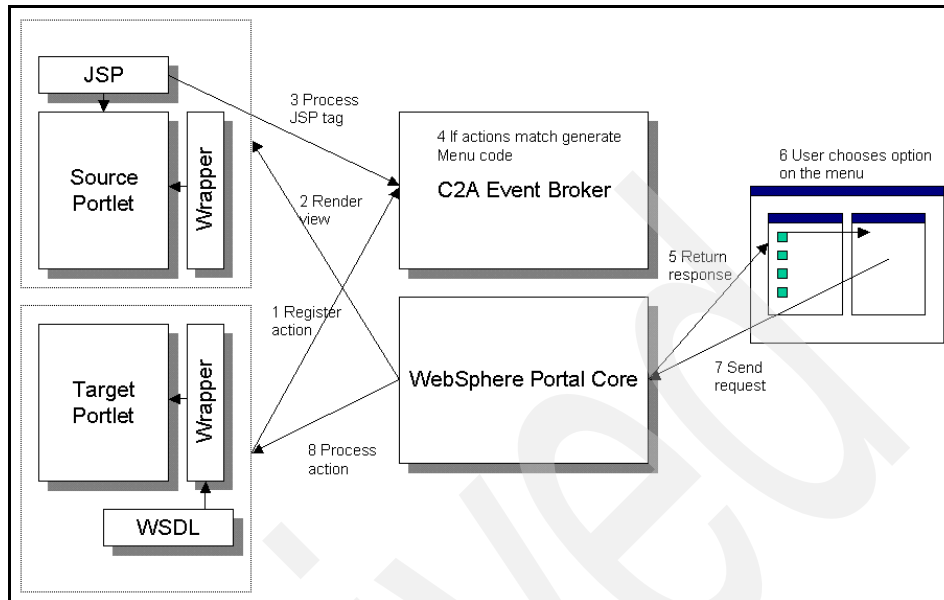 JSP
Source
Portlet
Wrapper
3 Process
JSP tag
2 Render
view
4 If actions match generate
Menu code
C2A Event Broker
6 User chooses option
on the menu
5 Return
response
1 Register
action
Target
Portlet
Wrapper
WebSphere Portal Core
7 Send
request
8 Process
action
WSDL